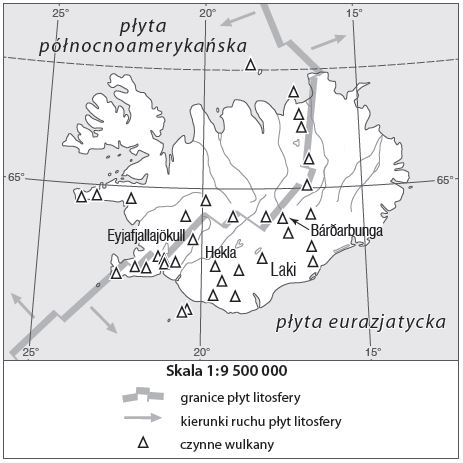 20°
15°
płyta
północnoamerykańska
65°
65°
Eyjafjallajökull
Bárðarbunga
Hekla
Laki
płyta eurazjatycka
25°
20°
15°
Skala 1:9 500 000
granice płyt litosfery
kierunki ruchu płyt litosfery
czynne wulkany